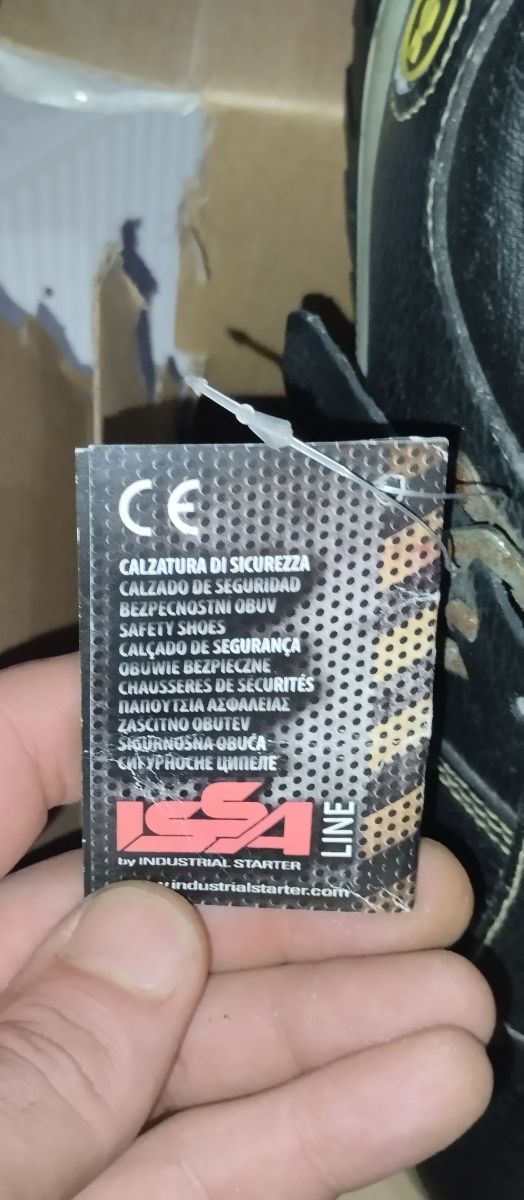 CE
CALZATURA DI SICUREZZA
CALZADO DE SEGURIDAD
BEZPECNOSTNI OBUV
SAFETY SHOES
CALÇADO DE SEGURANÇA
OBUWIE BEZPIECZNE
CHAUSSERES DE SECURITÉS
ΠΑΠΟΥΤΣΙΑ ΑΣΦΑΛΕΙΑΣ
ZASCITNO OBUTEV
SIGURNOSNA OBUĆA
СИГУРНОСНЕ ЦИПЕЛЕ
ISSA LINE
by INDUSTRIAL STARTER
www.industrialstarter.com